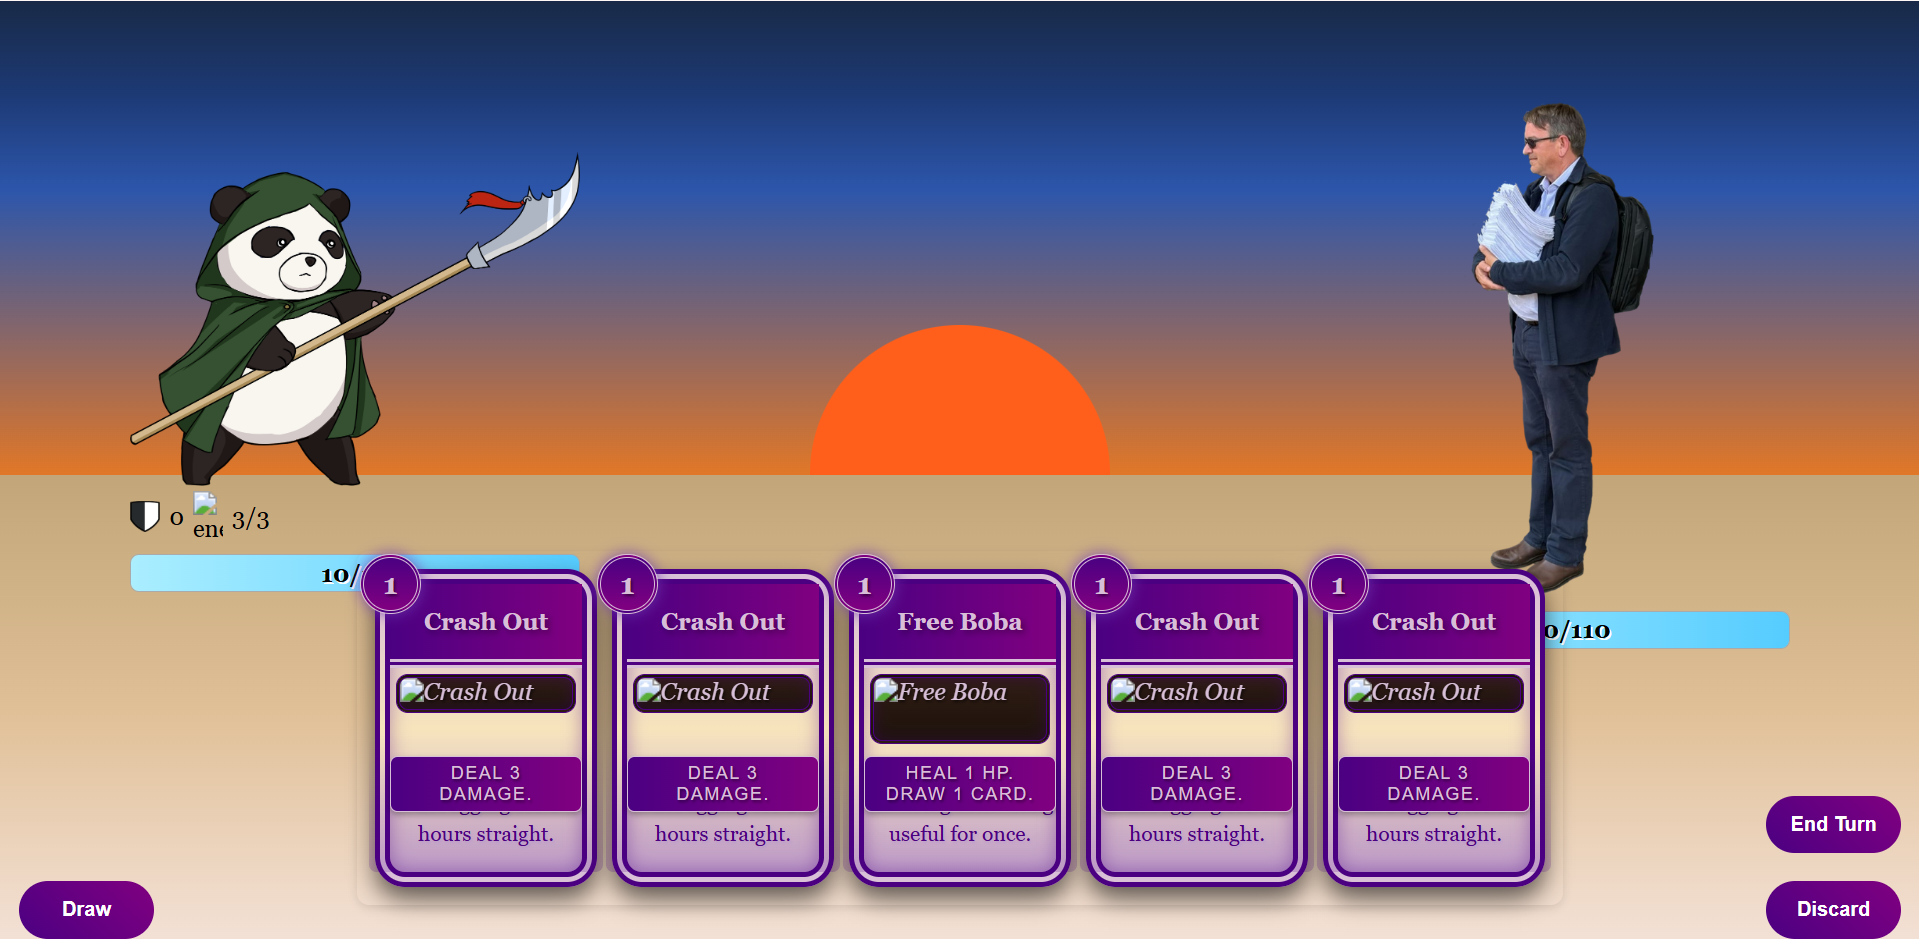 0
ene
3/3
10/
0/110
1
Crash Out
Crash Out
DEAL 3
DAMAGE.
hours straight.
1
Crash Out
Crash Out
DEAL 3
DAMAGE.
hours straight.
1
Free Boba
Free Boba
HEAL 1 HP.
DRAW 1 CARD.
useful for once.
1
Crash Out
Crash Out
DEAL 3
DAMAGE.
hours straight.
1
Crash Out
Crash Out
DEAL 3
DAMAGE.
hours straight.
End Turn
Draw
Discard